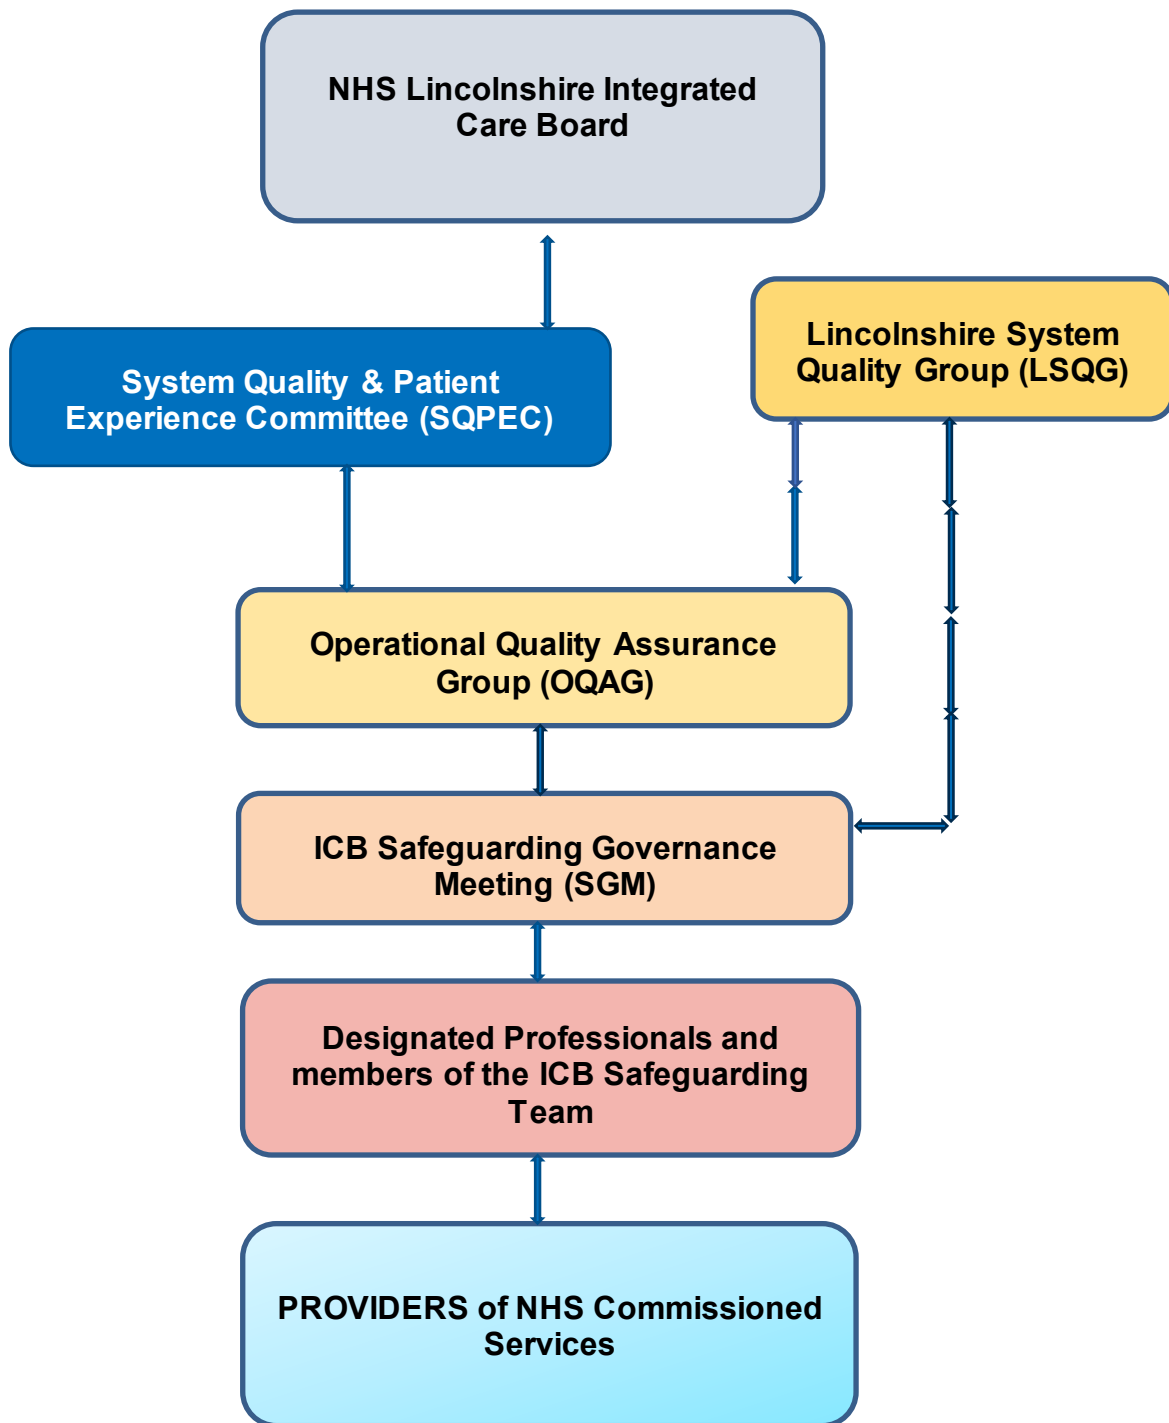 NHS Lincolnshire Integrated
Care Board
Lincolnshire System
Quality Group (LSQG)
System Quality & Patient
Experience Committee (SQPEC)
Operational Quality Assurance
Group (OQAG)
ICB Safeguarding Governance
Meeting (SGM)
Designated Professionals and
members of the ICB Safeguarding
Team
PROVIDERS of NHS Commissioned
Services